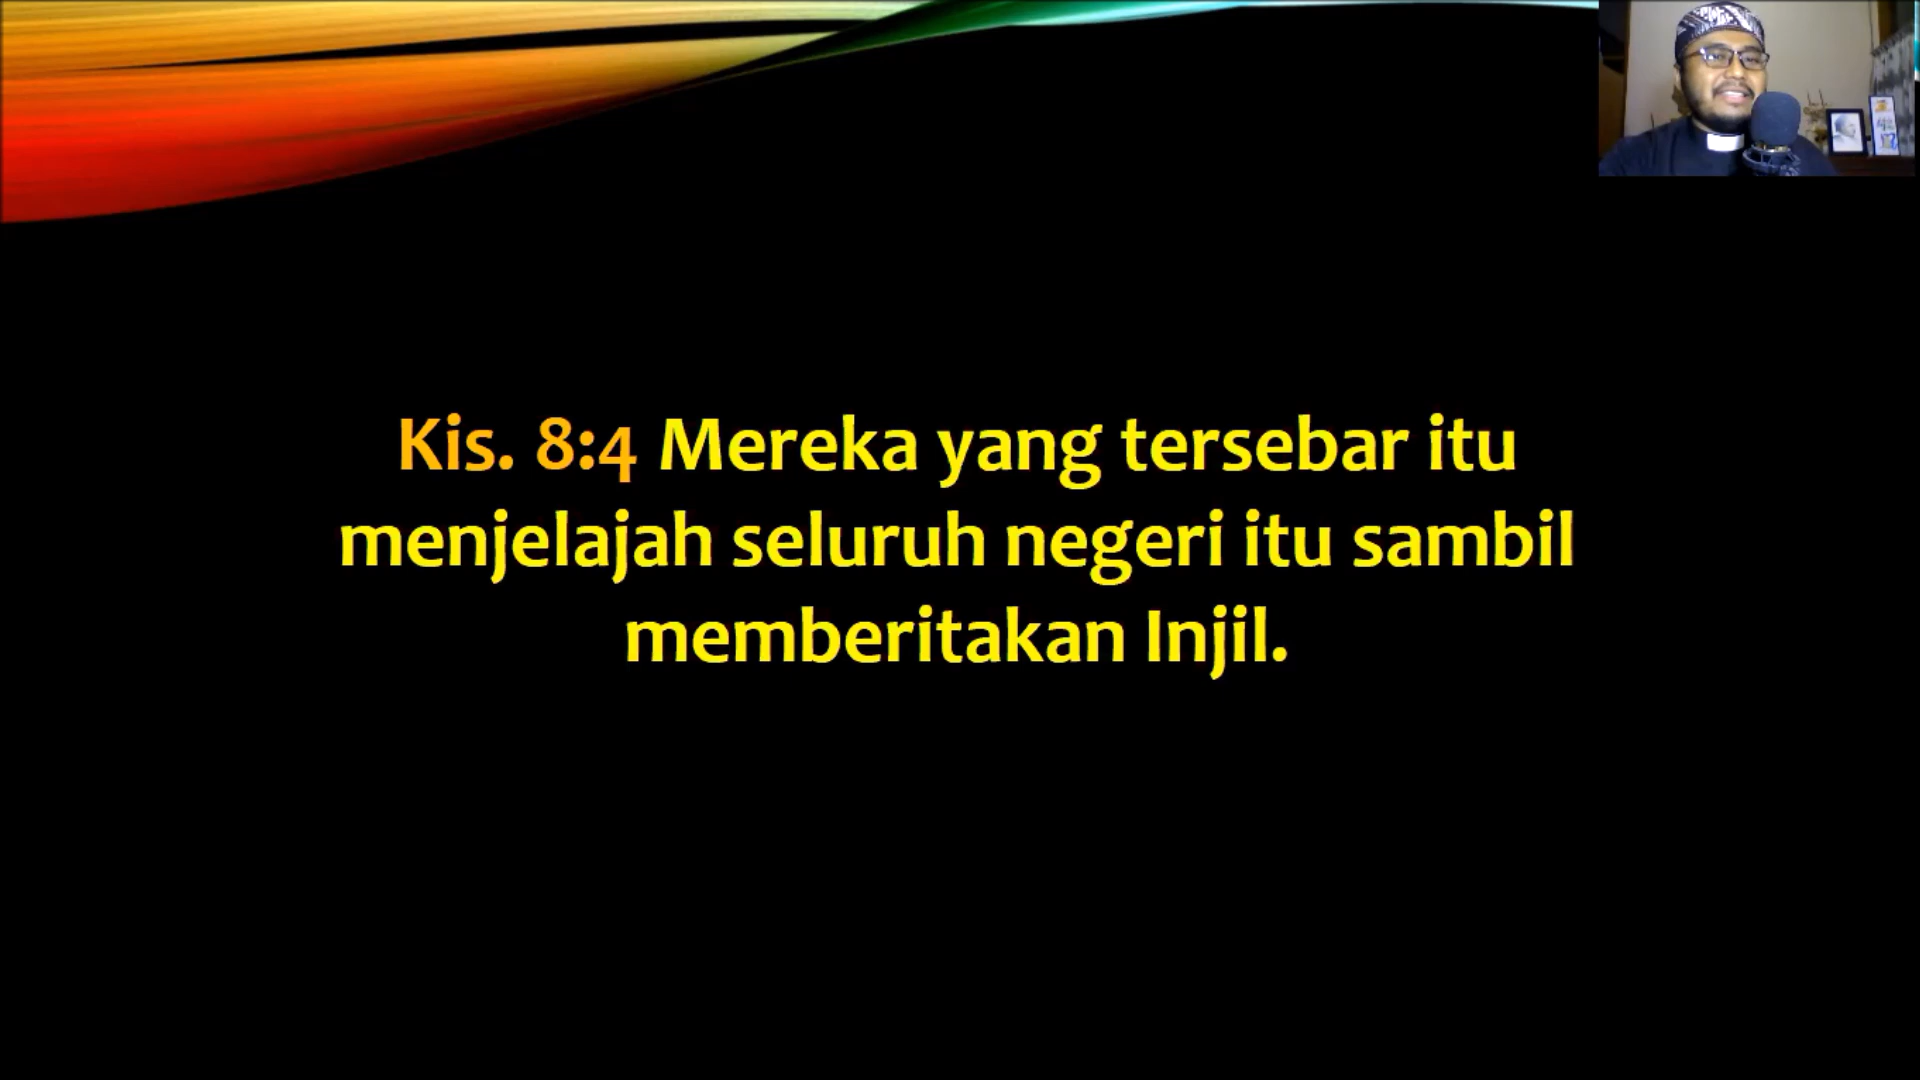 Kis. 8:4 Mereka yang tersebar itu
menjelajah seluruh negeri itu sambil
memberitakan Injil.